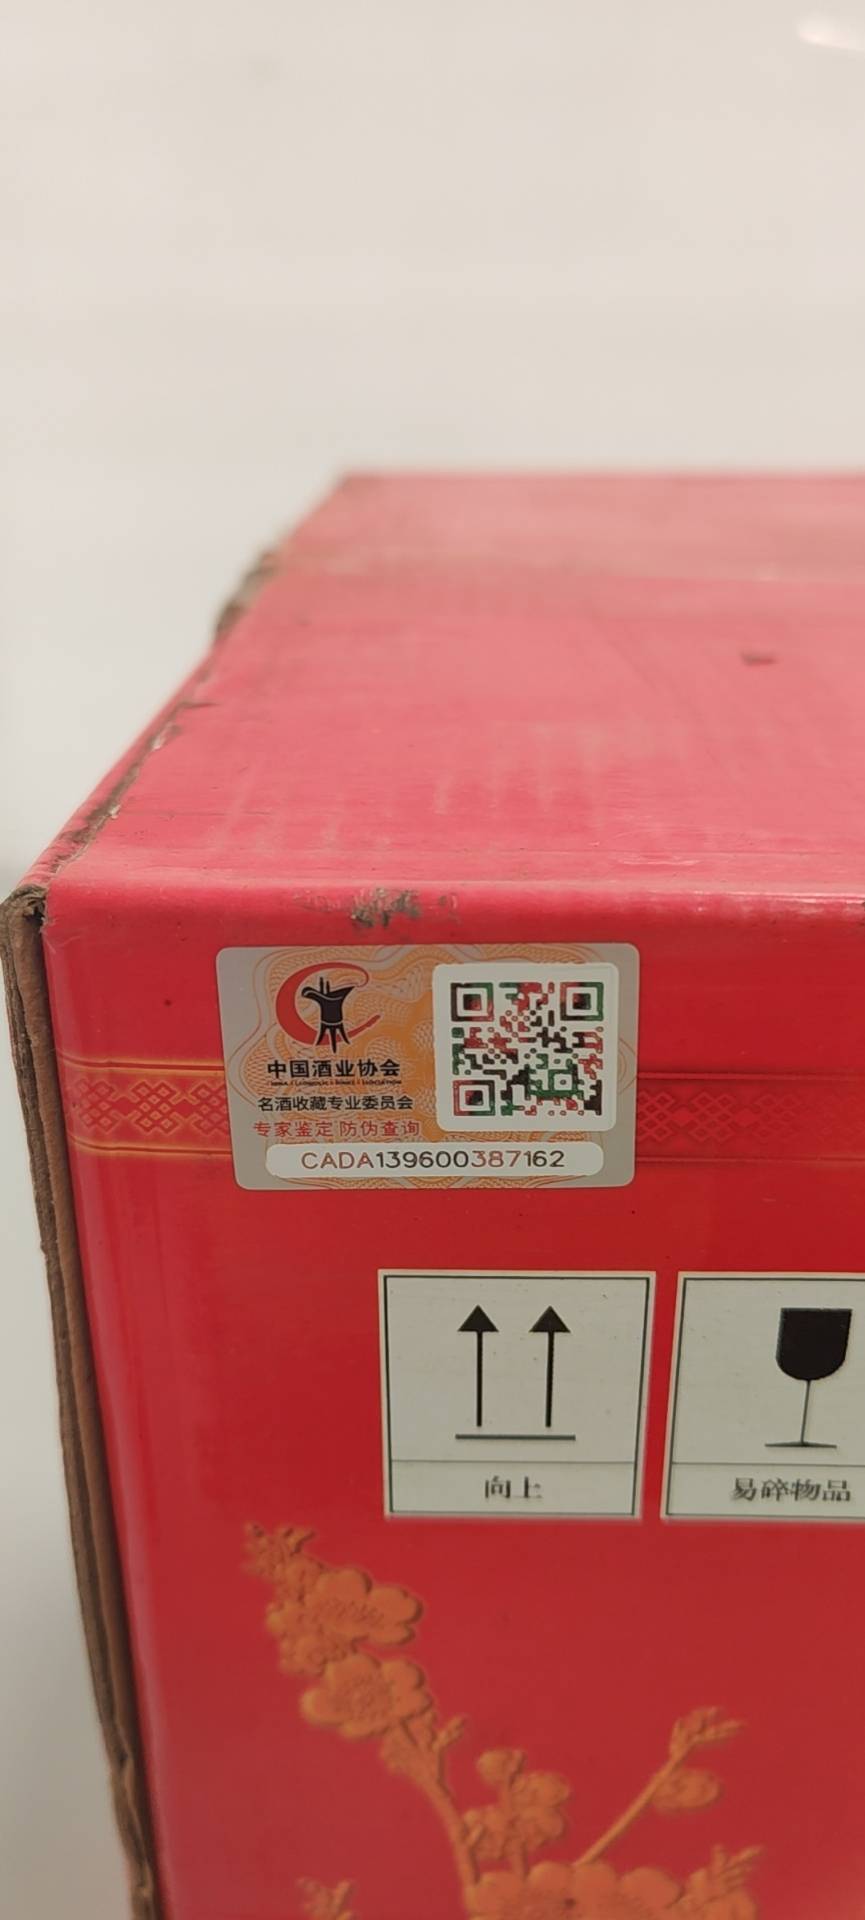 中国酒业协会
名酒收藏专业委员会
专家鉴定 防伪查询
CADA139600387162
向上
易碎物品